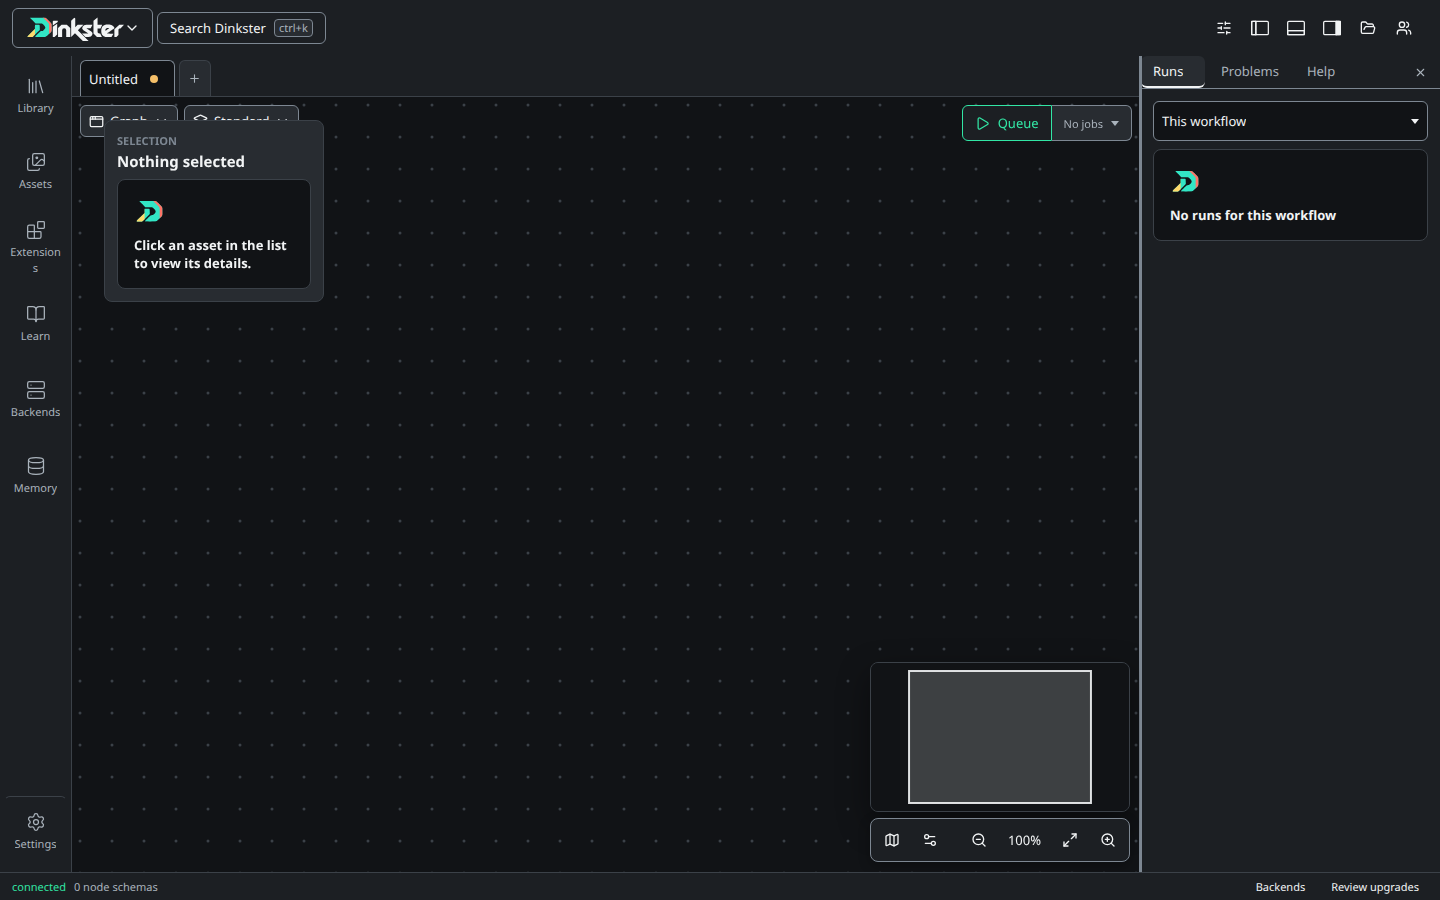 Dinkster
Search Dinkster ctrl+k
Untitled
Library
Assets
Extension
s
Learn
Backends
Memory
Settings
Graph
Standard
SELECTION
Nothing selected
Click an asset in the list
to view its details.
Queue
No jobs
100%
Runs
Problems
Help
This workflow
No runs for this workflow
connected
0 node schemas
Backends
Review upgrades